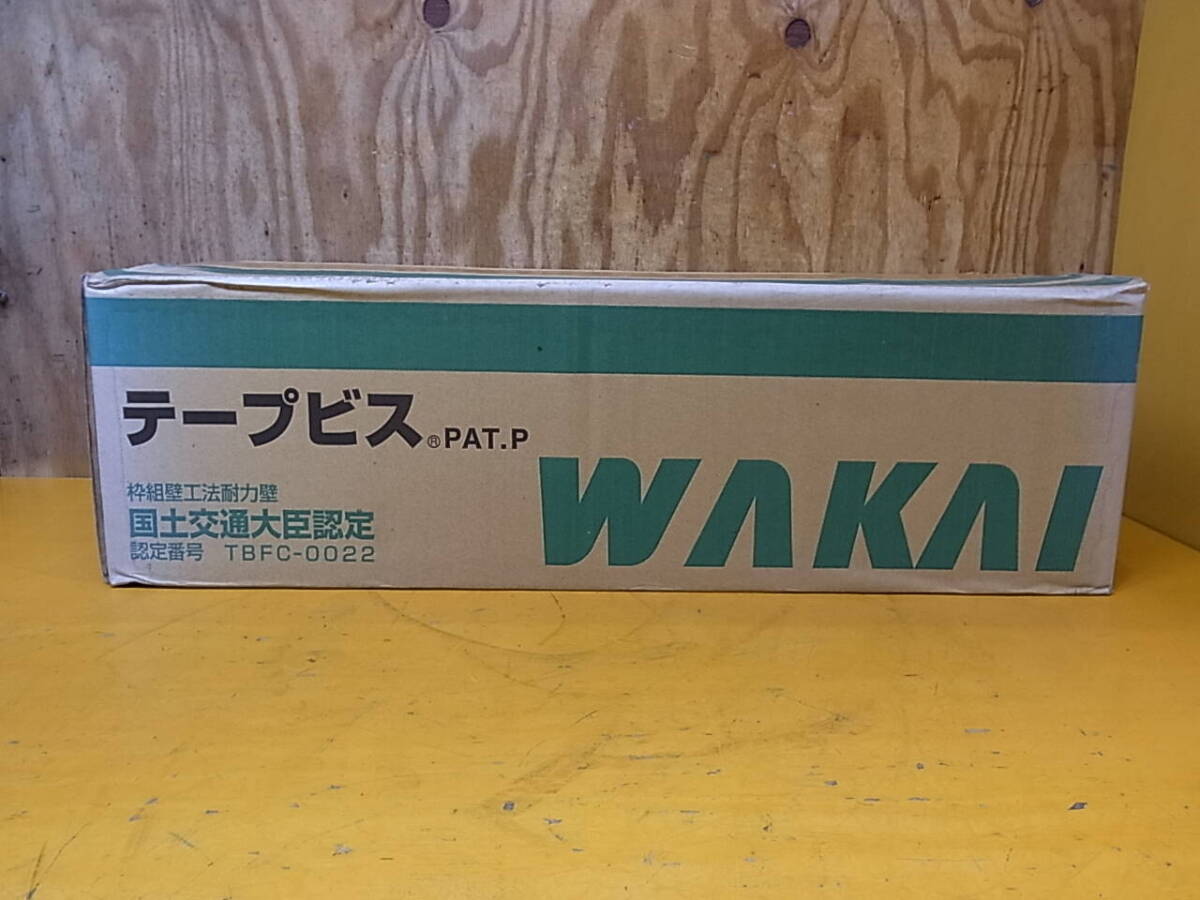 テープビス®PAT.P
枠組壁工法耐力壁
国土交通大臣認定
認定番号 TBFC-0022
WAKAI